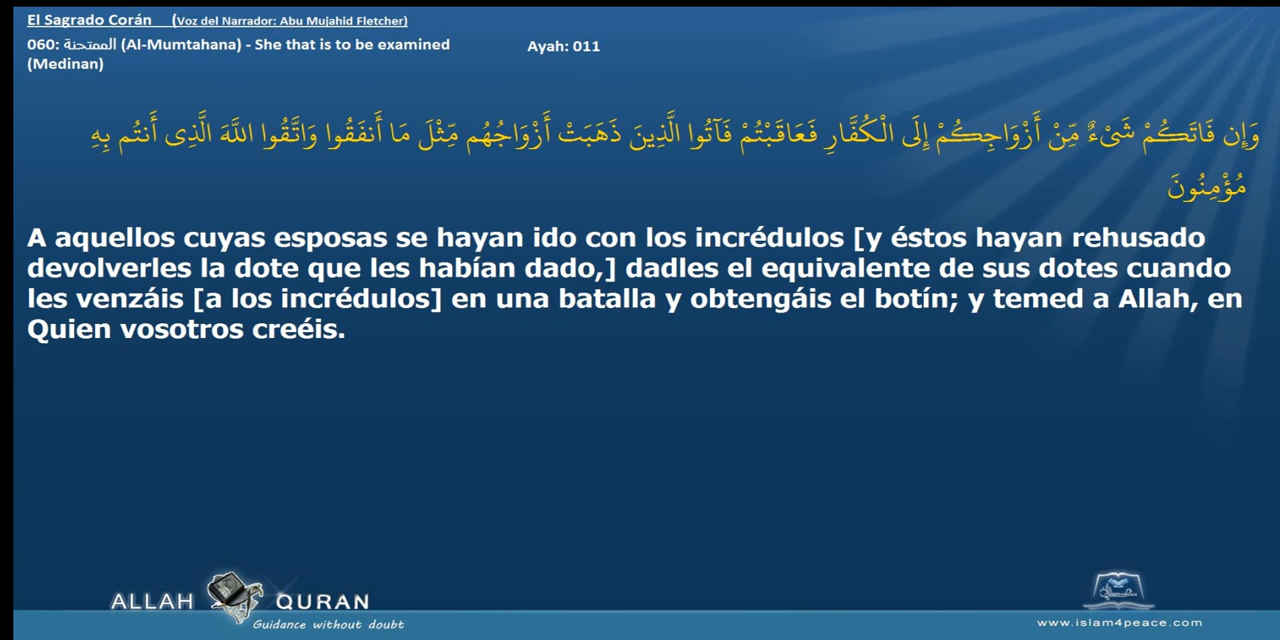 El Sagrado Corán (Voz del Narrador: Abu Mujahid Fletcher)
060: الممتحنة (Al-Mumtahana) - She that is to be examined
(Medinan)
Ayah: 011
وَإِن فَاتَكُمْ شَىْءٌ مِّنْ أَزْوَاجِكُمْ إِلَى الْكُفَّارِ فَعَاقَبْتُمْ فَآتُوا الَّذِينَ ذَهَبَتْ أَزْوَاجُهُم مِّثْلَ مَا أَنفَقُوا وَاتَّقُوا اللَّهَ الَّذِى أَنتُم بِهِ
مُؤْمِنُونَ
A aquellos cuyas esposas se hayan ido con los incrédulos [y éstos hayan rehusado
devolverles la dote que les habían dado,] dadles el equivalente de sus dotes cuando
les venzáis [a los incrédulos] en una batalla y obtengáis el botín; y temed a Allah, en
Quien vosotros creéis.
ALLAH QURAN
Guidance without doubt
www.islam4peace.com